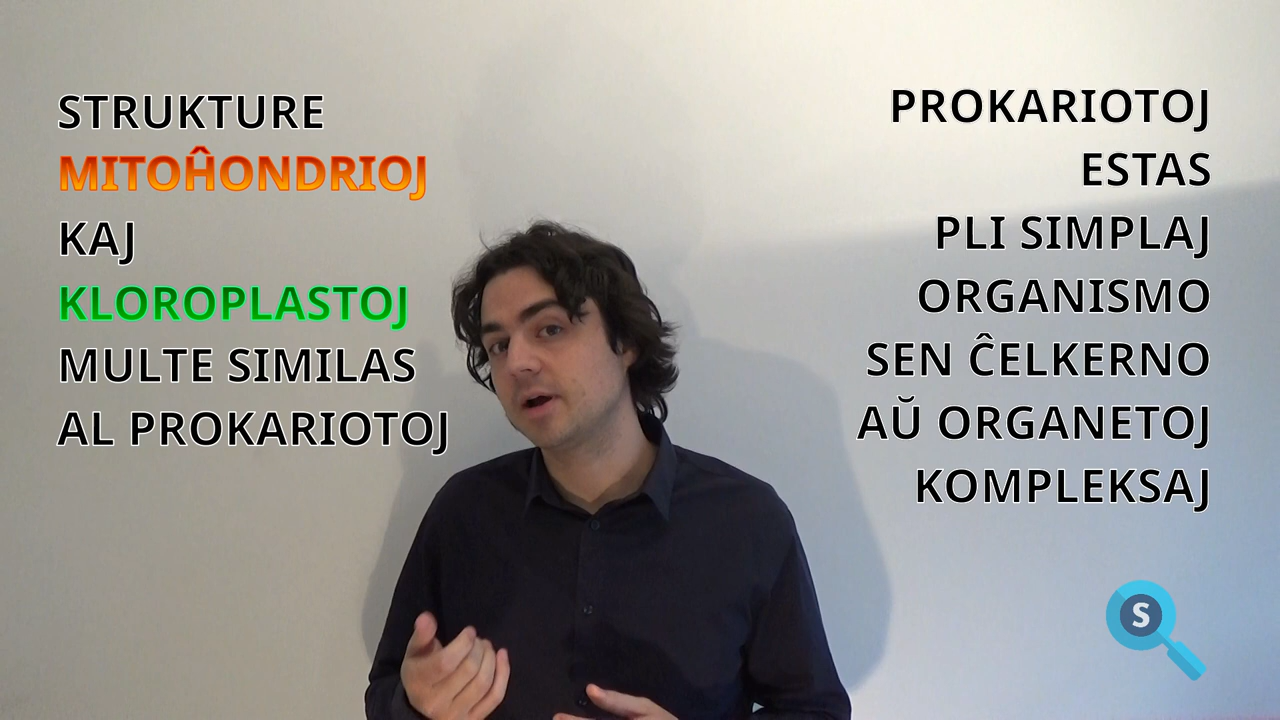 STRUKTURE
MITOĤONDRIOJ
KAJ
KLOROPLASTOJ
MULTE SIMILAS
AL PROKARIOTOJ
PROKARIOTOJ
ESTAS
PLI SIMPLAJ
ORGANISMO
SEN ĈELKERNO
AŬ ORGANETOJ
KOMPLEKSAJ
S